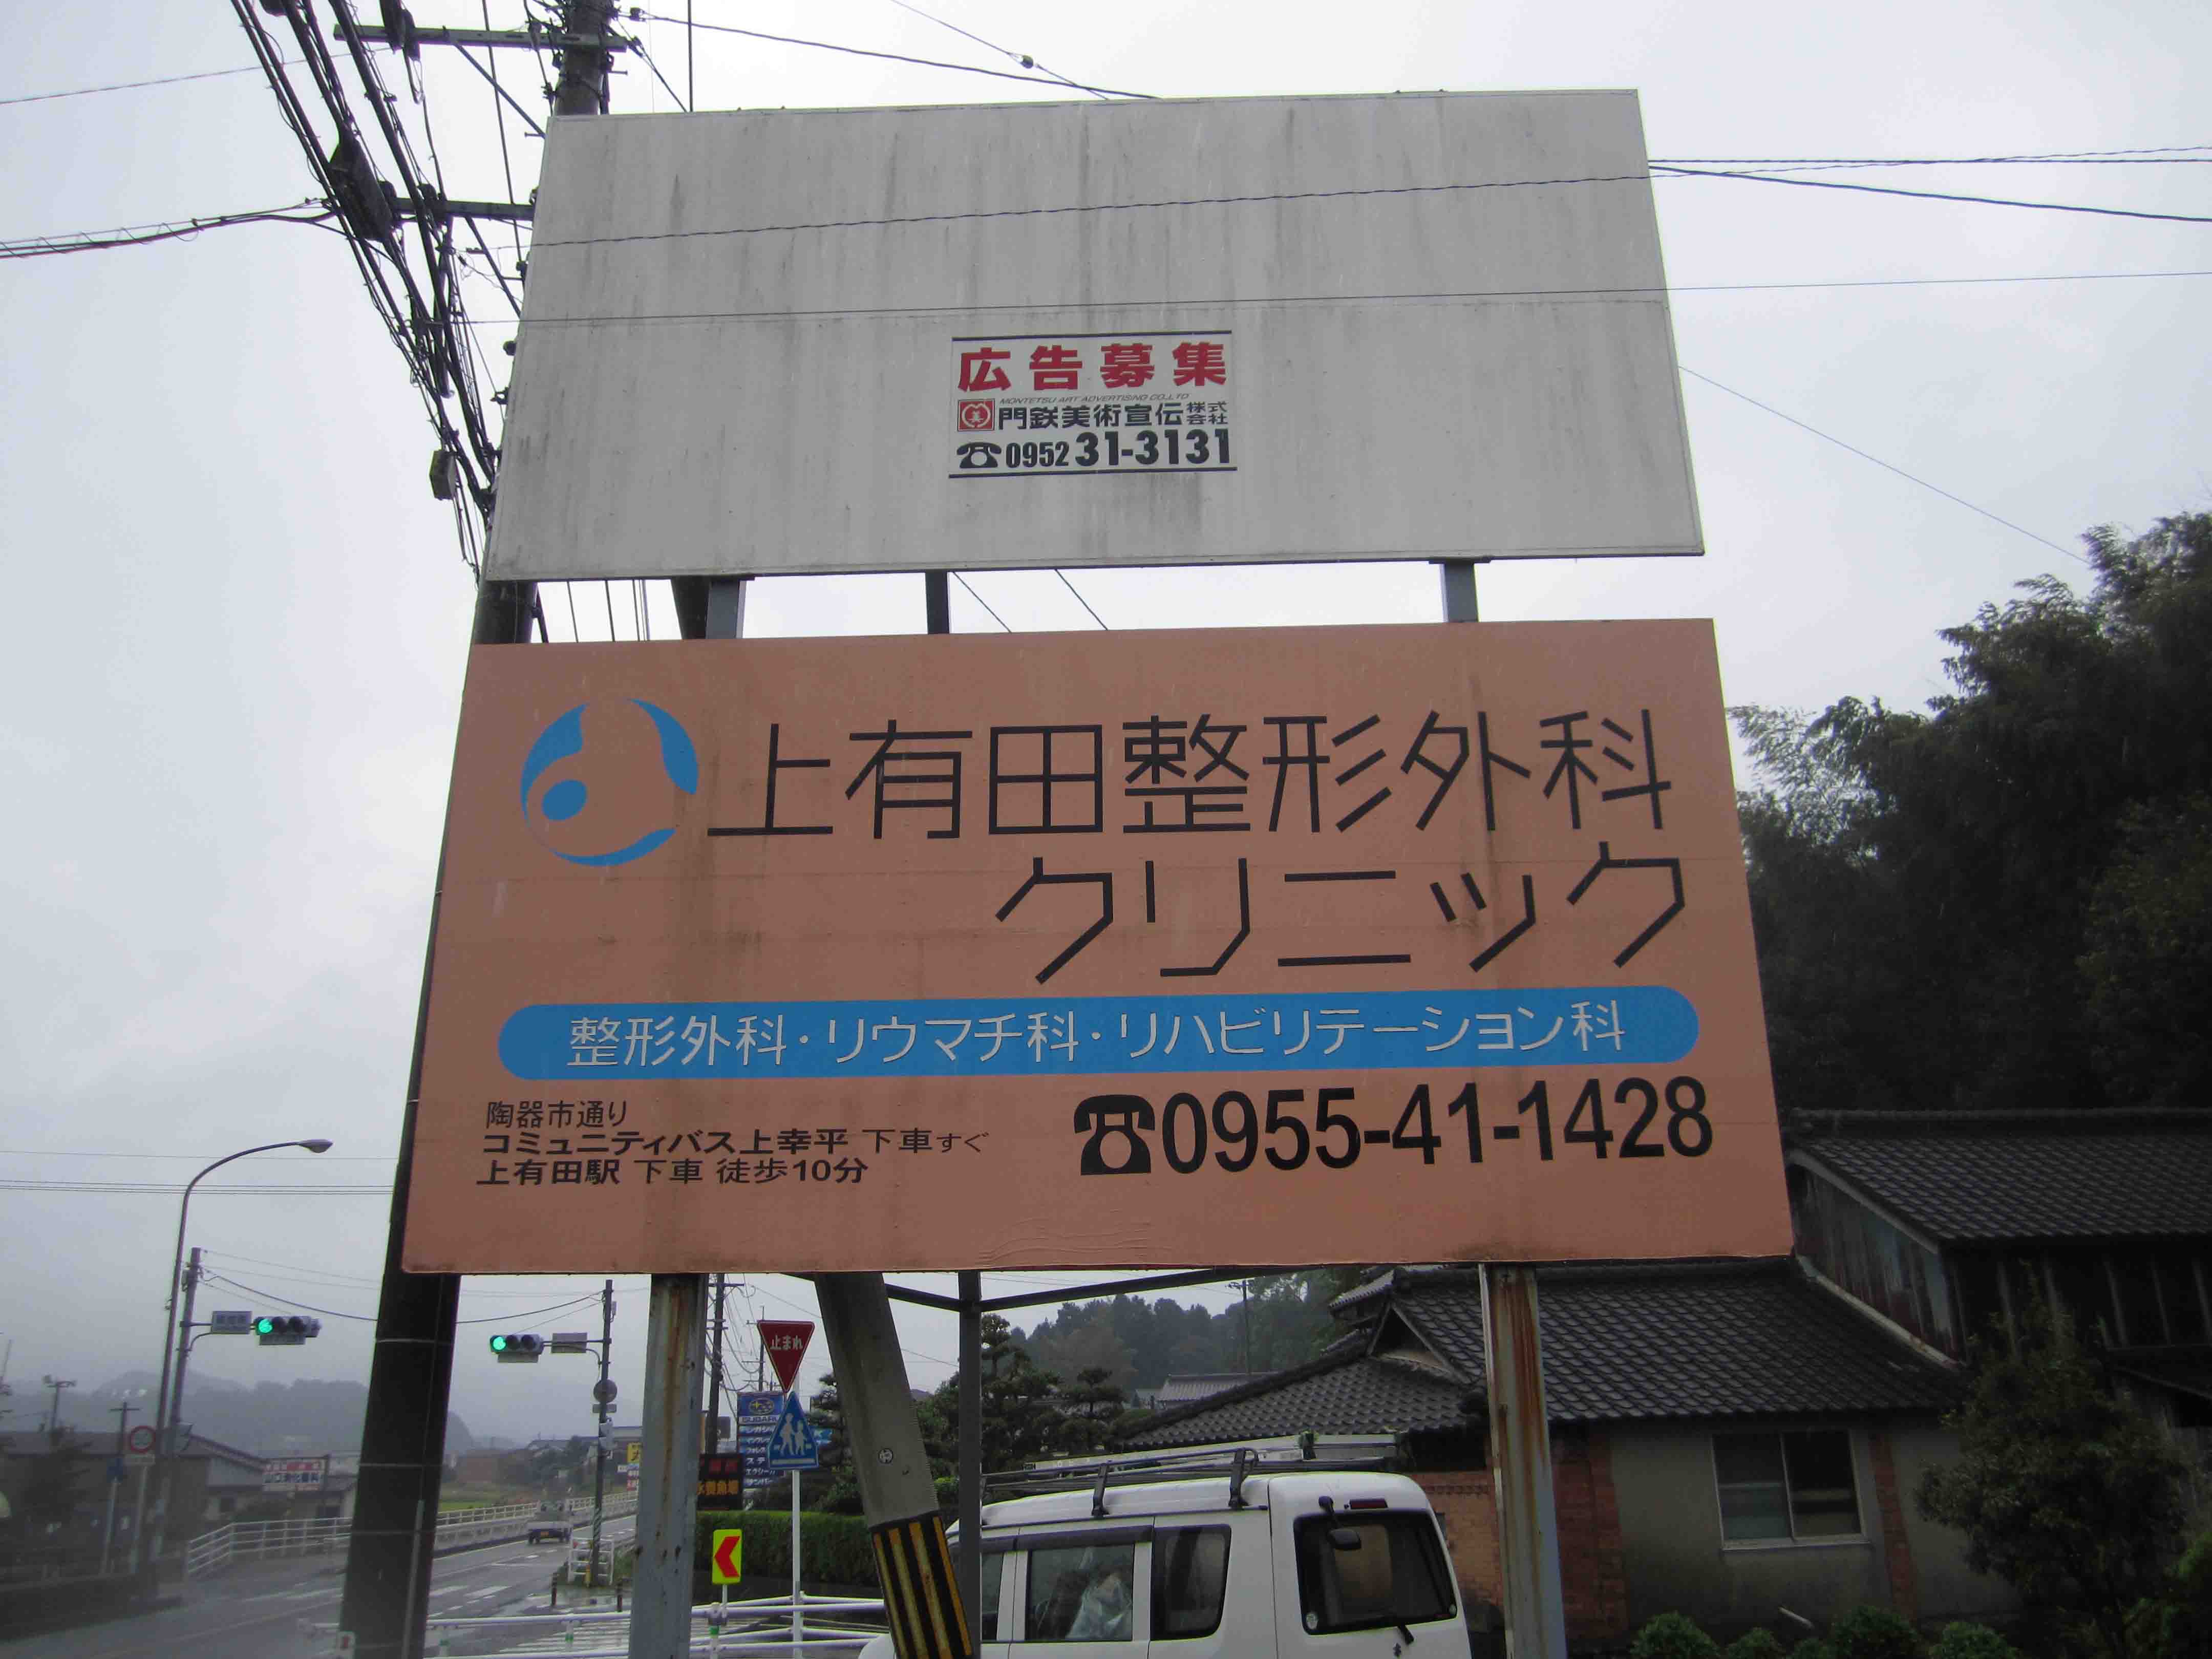 広告募集
MONTETSU ART ADVERTISING CO.,LTD
美 門鉃美術宣伝株式会社
☎0952 31-3131
上有田整形外科
クリニック
整形外科・リウマチ科・リハビリテーション科
陶器市通り
コミュニティバス上幸平 下車すぐ
上有田駅 下車 徒歩10分
☎0955-41-1428
止まれ
SUBARU